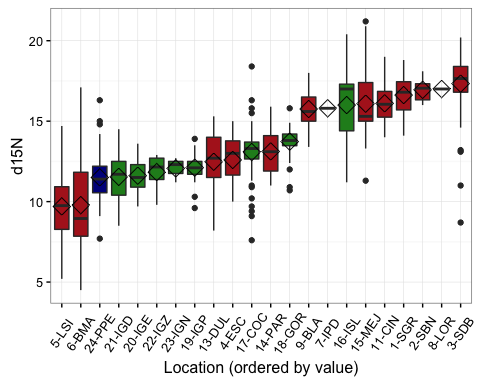 20
15
10
5
d15N
5-LSI
6-BMA
24-PPE
21-IGD
20-IGE
22-IGZ
23-IGN
19-IGP
13-DUL
4-ESC
17-COC
14-PAR
18-GOR
9-BLA
7-IPD
16-ISL
15-MEJ
11-CIN
1-SGR
2-SBN
8-LOR
3-SDB
Location (ordered by value)